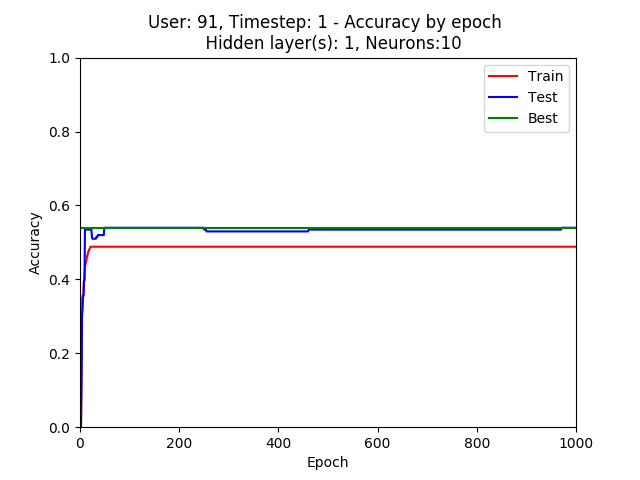 User: 91, Timestep: 1 - Accuracy by epoch
Hidden layer(s): 1, Neurons:10
1.0
0.8
0.6
0.4
0.2
0.0
Accuracy
Train
Test
Best
0 200 400 600 800 1000
Epoch